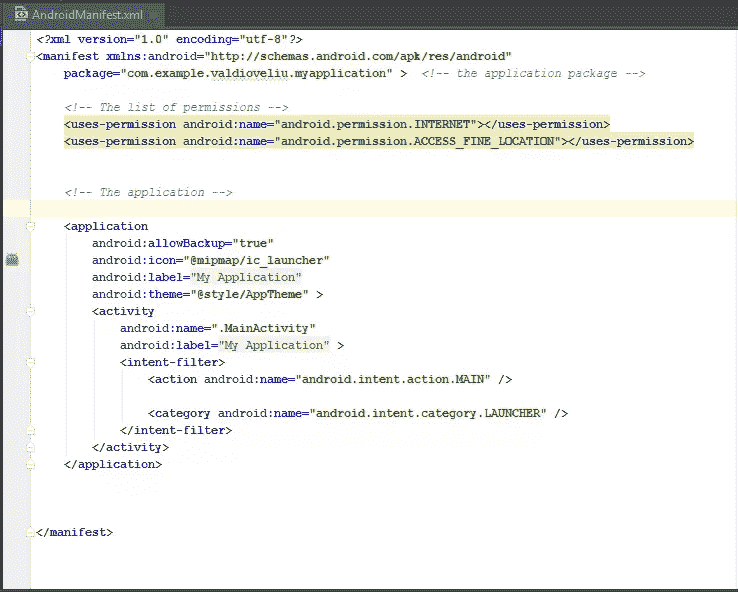 AndroidManifest.xml
<?xml version="1.0" encoding="utf-8"?>
<manifest xmlns:android="http://schemas.android.com/apk/res/android"
    package="com.example.valdioveliu.myapplication" >  <!-- the application package -->
    <!-- The list of permissions -->
    <uses-permission android:name="android.permission.INTERNET"></uses-permission>
    <uses-permission android:name="android.permission.ACCESS_FINE_LOCATION"></uses-permission>
    <!-- The application -->
    <application
        android:allowBackup="true"
        android:icon="@mipmap/ic_launcher"
        android:label="My Application"
        android:theme="@style/AppTheme" >
        <activity
            android:name=".MainActivity"
            android:label="My Application" >
            <intent-filter>
                <action android:name="android.intent.action.MAIN" />
                <category android:name="android.intent.category.LAUNCHER" />
            </intent-filter>
        </activity>
    </application>
</manifest>